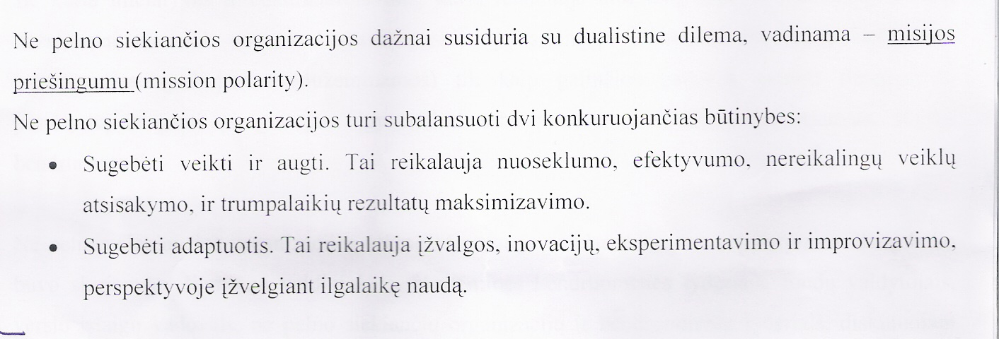 Ne pelno siekiančios organizacijos dažnai susiduria su dualistine dilema, vadinama – misijos
priešingumu (mission polarity).
Ne pelno siekiančios organizacijos turi subalansuoti dvi konkuruojančias būtinybes:
• Sugebėti veikti ir augti. Tai reikalauja nuoseklumo, efektyvumo, nereikalingų veiklų
atsisakymo, ir trumpalaikių rezultatų maksimizavimo.
• Sugebėti adaptuotis. Tai reikalauja įžvalgos, inovacijų, eksperimentavimo ir improvizavimo,
perspektyvoje įžvelgiant ilgalaikę naudą.